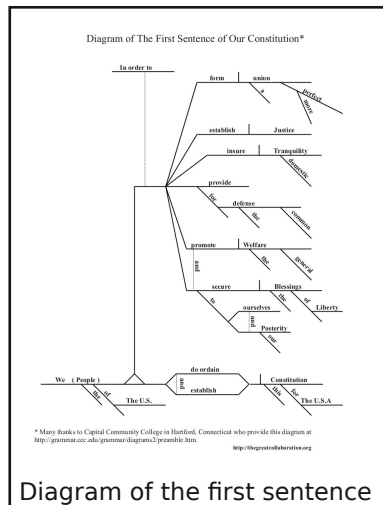 Diagram of The First Sentence of Our Constitution*
In order to
form union
a
perfect
more
establish Justice
insure Tranquility
domestic
provide
for
defense
the
common
promote Welfare
and
the
general
secure Blessings
to
the
of
Liberty
ourselves
and
Posterity
our
We ( People )
the
of
The U.S.
do ordain
and
establish
Constitution
this
for
The U.S.A
* Many thanks to Capital Community College in Hartford, Connecticut who provide this diagram at
http://grammar.ccc.edu/grammar/diagrams2/preamble.htm.
http://thegreatcollaboration.org
Diagram of the first sentence